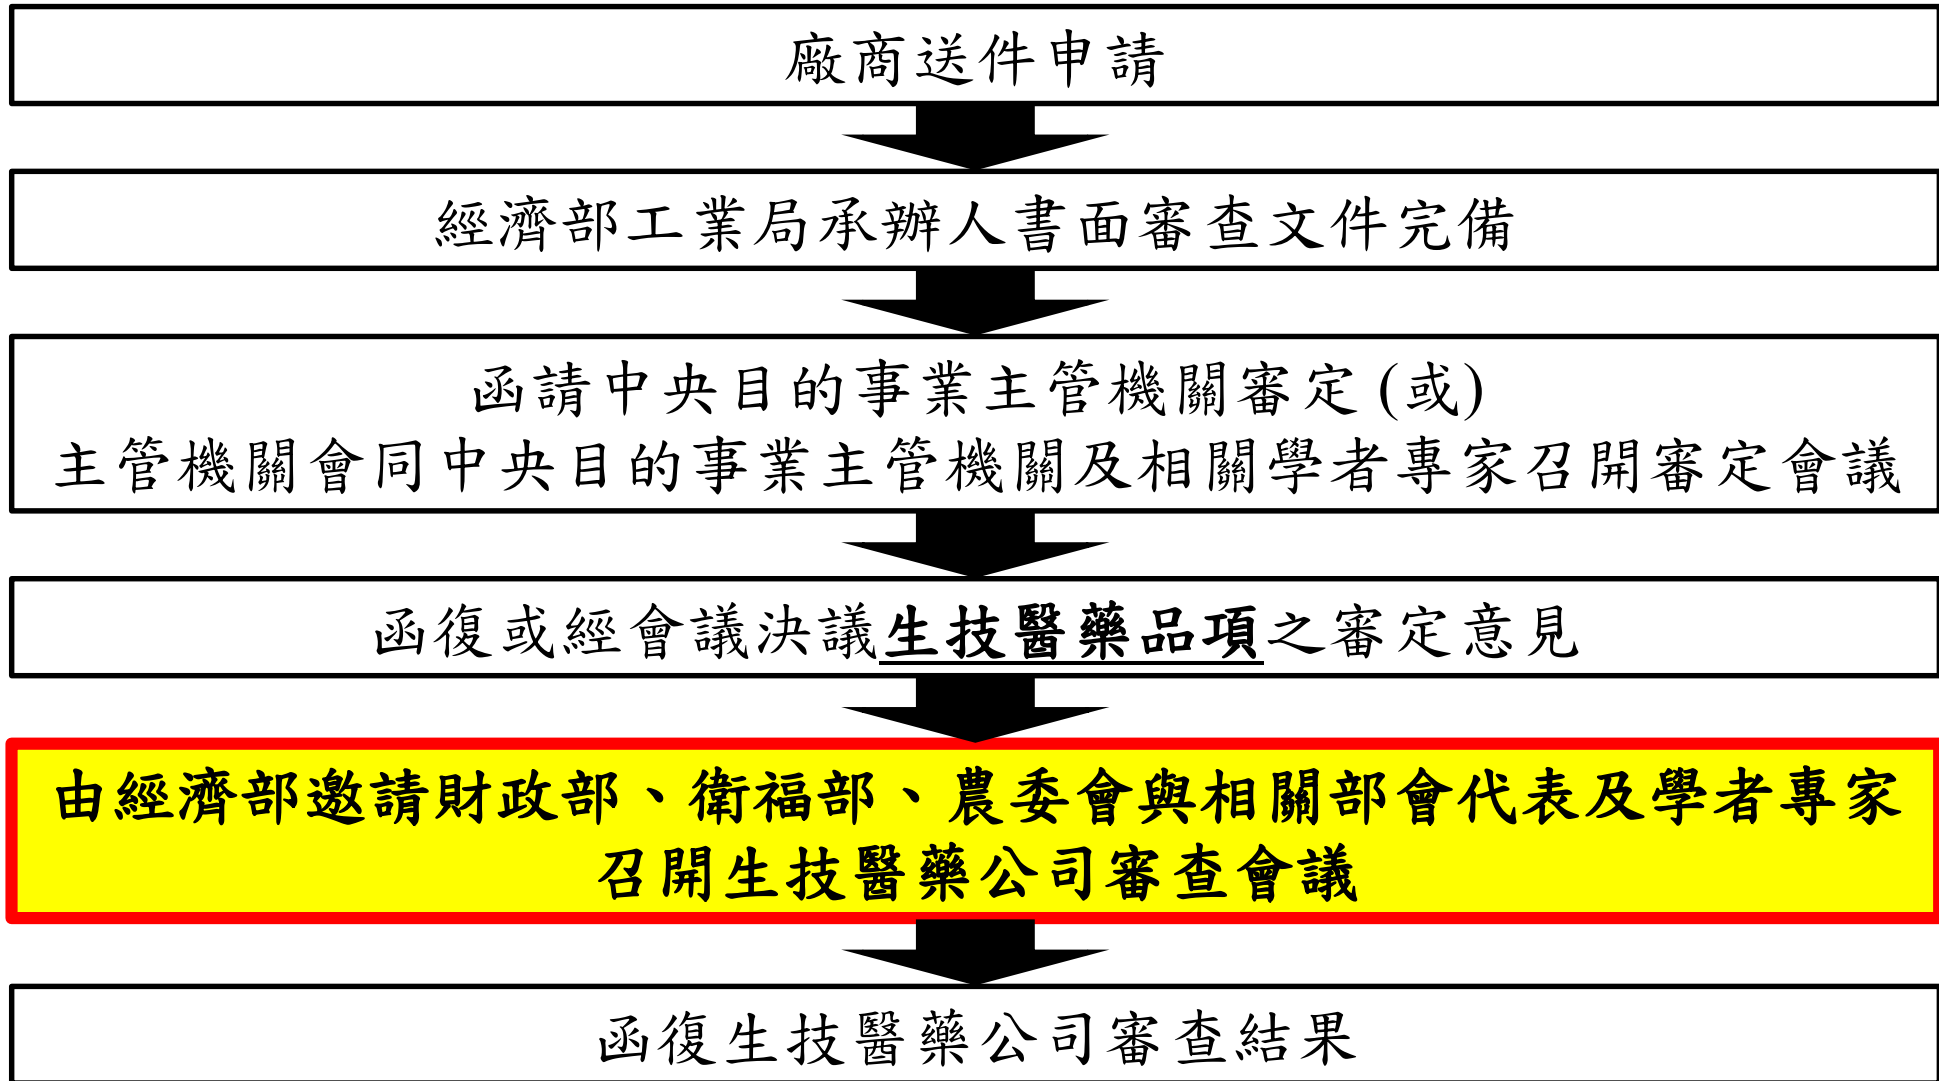 廠商送件申請
經濟部工業局承辦人書面審查文件完備
函請中央目的事業主管機關審定(或)
主管機關會同中央目的事業主管機關及相關學者專家召開審定會議
函復或經會議決議生技醫藥品項之審定意見
由經濟部邀請財政部、衛福部、農委會與相關部會代表及學者專家
召開生技醫藥公司審查會議
函復生技醫藥公司審查結果